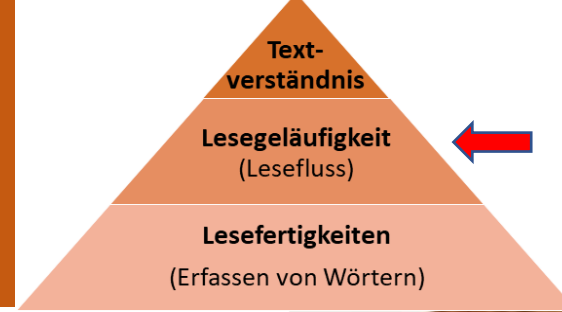 Text-
verständnis
Lesegeläufigkeit
(Lesefluss)
Lesefertigkeiten
(Erfassen von Wörtern)